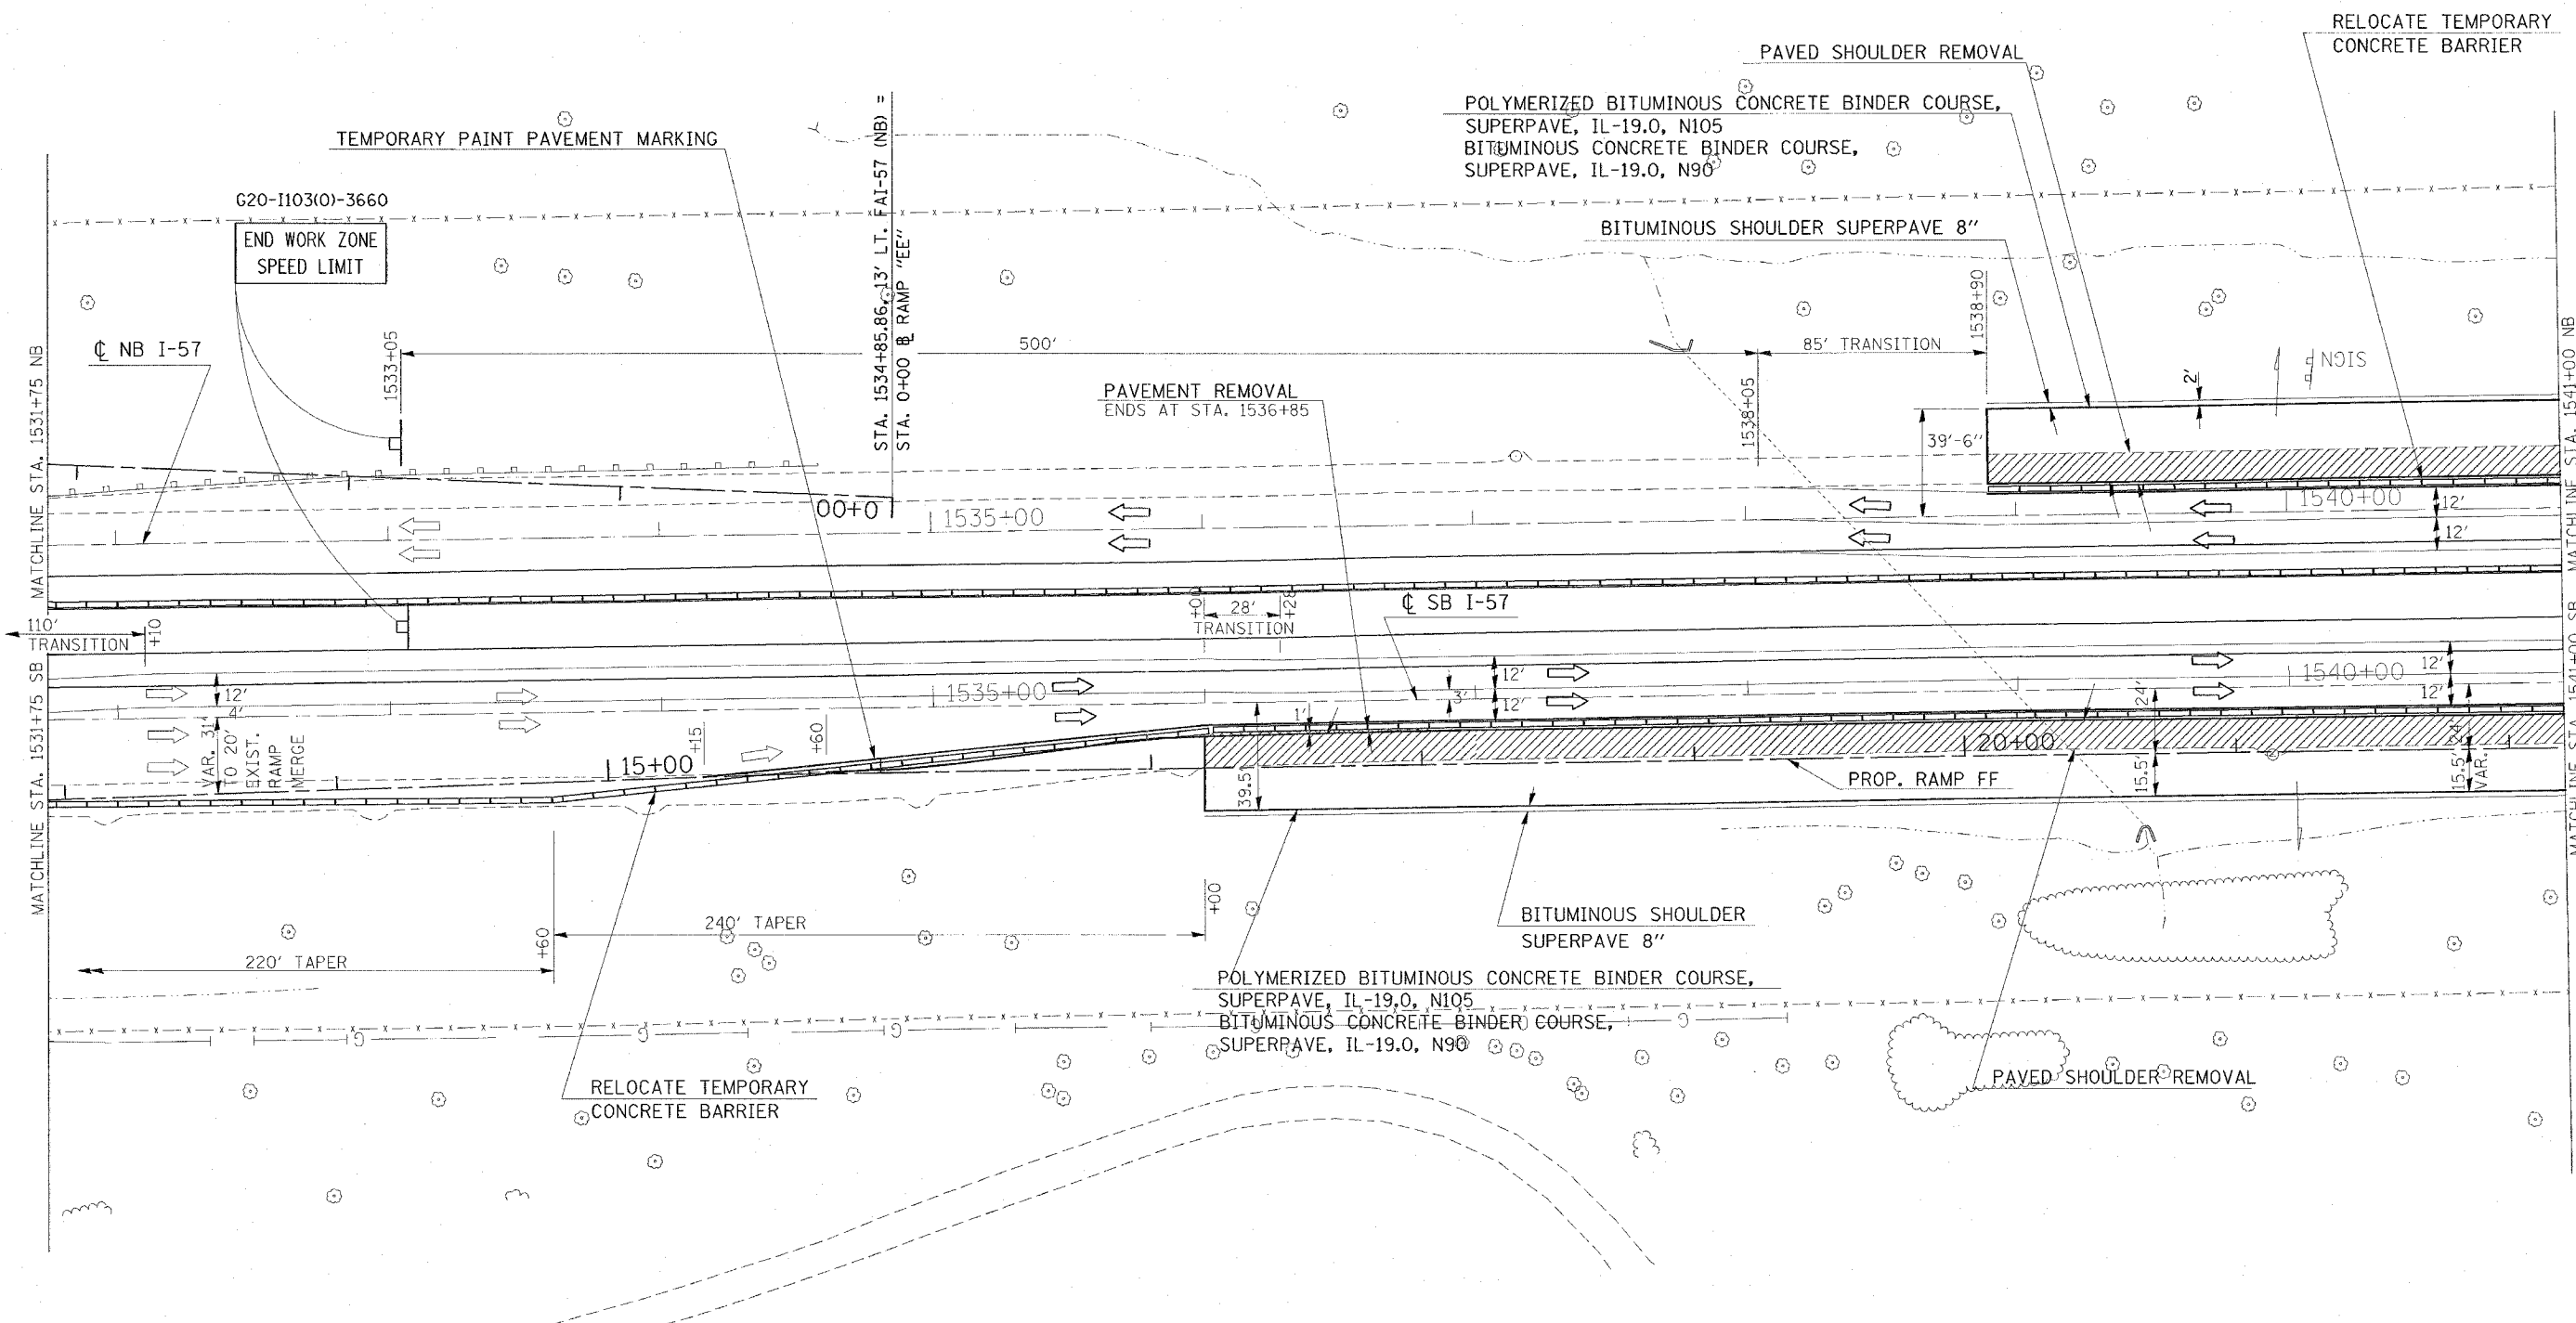 RELOCATE TEMPORARY
CONCRETE BARRIER
PAVED SHOULDER REMOVAL
POLYMERIZED BITUMINOUS CONCRETE BINDER COURSE,
SUPERPAVE, IL-19.0, N105
BITUMINOUS CONCRETE BINDER COURSE,
SUPERPAVE, IL-19.0, N90
TEMPORARY PAINT PAVEMENT MARKING
G20-I103(0)-3660
END WORK ZONE
SPEED LIMIT
STA. 1534+85.86, 13' LT. FAI-57 (NB) =
STA. 0+00 ℄ RAMP "EE"
BITUMINOUS SHOULDER SUPERPAVE 8"
1538+90
℄ NB I-57
1533+05
500'
85' TRANSITION
1538+05
SIGN
2'
PAVEMENT REMOVAL
ENDS AT STA. 1536+85
39'-6"
MATCHLINE STA. 1531+75 NB
MATCHLINE STA. 1541+00 NB
00+0
1535+00
1540+00
12'
12'
+00
28'
+28
TRANSITION
℄ SB I-57
110'
TRANSITION
+10
MATCHLINE STA. 1531+75 SB
MATCHLINE STA. 1541+00 SB
12'
4'
VAR. 31'
TO 20'
EXIST.
RAMP
MERGE
1535+00
1540+00
12'
12'
3'
12'
12'
24'
24'
1'
+15
+60
15+00
20+00
39.5'
PROP. RAMP FF
15.5'
15.5'
VAR.
+60
240' TAPER
+00
220' TAPER
BITUMINOUS SHOULDER
SUPERPAVE 8"
POLYMERIZED BITUMINOUS CONCRETE BINDER COURSE,
SUPERPAVE, IL-19.0, N105
BITUMINOUS CONCRETE BINDER COURSE,
SUPERPAVE, IL-19.0, N90
G
G
G
G
RELOCATE TEMPORARY
CONCRETE BARRIER
PAVED SHOULDER REMOVAL